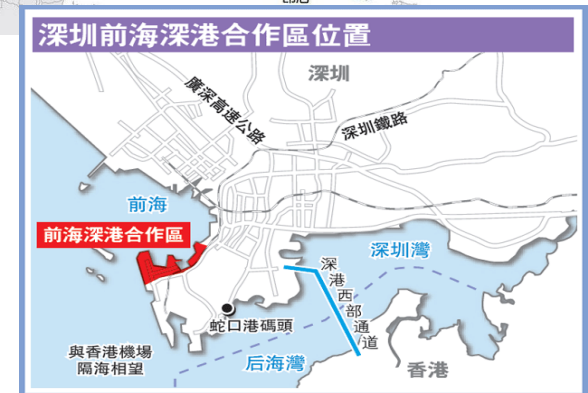 深圳前海深港合作區位置
深圳
廣深高速公路
深圳鐵路
前海
前海深港合作區
深圳灣
深港西部通道
蛇口港碼頭
與香港機場
隔海相望
后海灣
香港